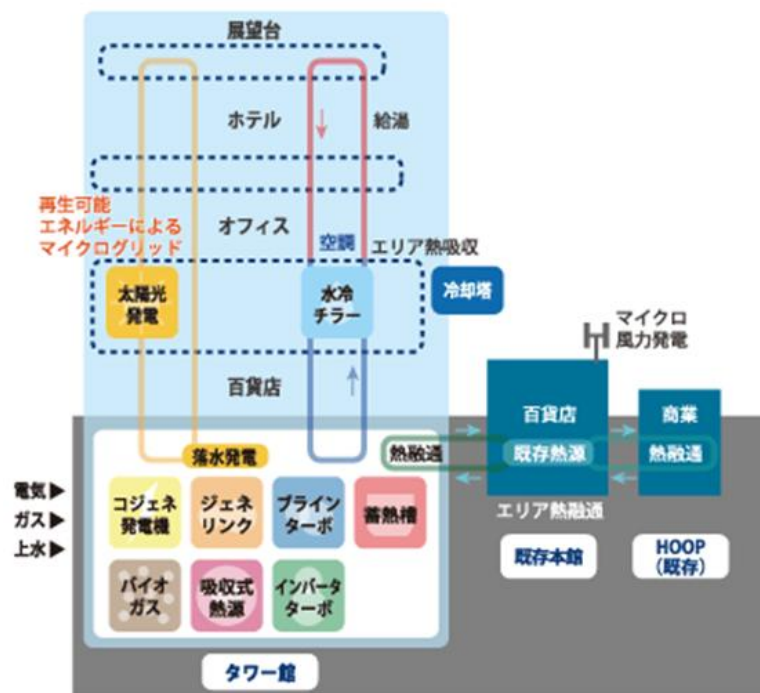 展望台
ホテル
給湯
再生可能
エネルギーによる
マイクログリッド
オフィス
空調
エリア熱吸収
太陽光
発電
水冷
チラー
冷却塔
マイクロ
風力発電
百貨店
百貨店
商業
落水発電
熱融通
既存熱源
熱融通
エリア熱融通
電気▶
ガス▶
上水▶
コジェネ
発電機
ジェネ
リンク
ブライン
ターボ
蓄熱槽
バイオ
ガス
吸収式
熱源
インバータ
ターボ
既存本館
HOOP
(既存)
タワー館